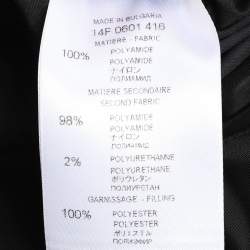 MADE IN BULGARIA
14F 0601 416
MATIERE - FABRIC
100% POLYAMIDE
POLYAMIDE
ナイロン
ПОЛИАМИД
MATIERE SECONDAIRE
SECOND FABRIC
98% POLYAMIDE
POLYAMIDE
ナイロン
ПОЛИАМИД
2% POLYURETHANNE
POLYURETHANE
ポリウレタン
ПОЛИУРЕТАН
GARNISSAGE - FILLING
100% POLYESTER
POLYESTER
ポリエステル